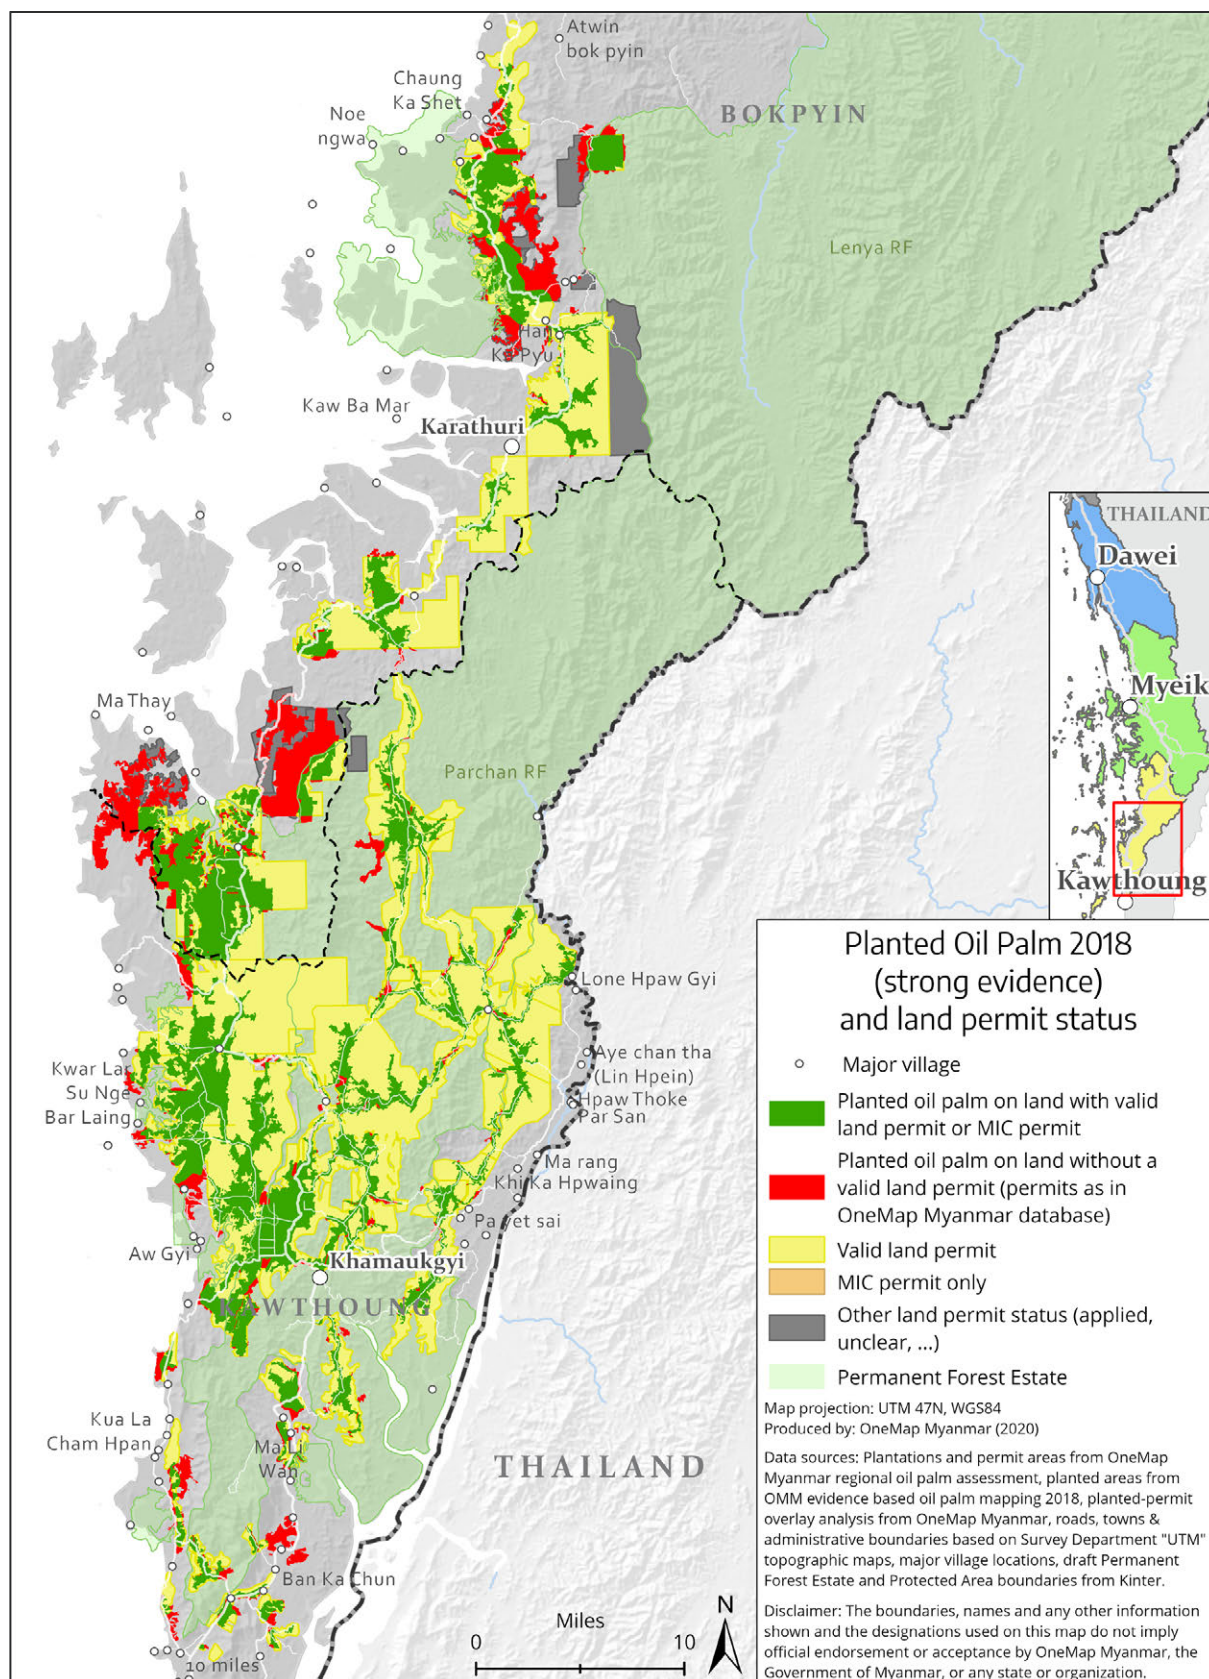 Atwin
bok pyin
Chaung
Ka Shet
BOKPYIN
Noe
ngwa
Lenya RF
Han
Ka Pyu
Kaw Ba Mar
Karathuri
THAILAND
Dawei
Myeik
Kawthoung
Ma Thay
Parchan RF
Lone Hpaw Gyi
Kwar Lar
Su Nge
Bar Laing
Aye chan tha
(Lin Hpein)
Hpaw Thoke
Par San
Ma rang
Khi Ka Hpwaing
Pa yet sai
Aw Gyi
Khamaukgyi
KAWTHOUNG
Kua La
Cham Hpan
Ma Li
Wan
THAILAND
Ban Ka Chun
10 miles
Planted Oil Palm 2018
(strong evidence)
and land permit status
Major village
Planted oil palm on land with valid
land permit or MIC permit
Planted oil palm on land without a
valid land permit (permits as in
OneMap Myanmar database)
Valid land permit
MIC permit only
Other land permit status (applied,
unclear, ...)
Permanent Forest Estate
Map projection: UTM 47N, WGS84
Produced by: OneMap Myanmar (2020)
Data sources: Plantations and permit areas from OneMap
Myanmar regional oil palm assessment, planted areas from
OMM evidence based oil palm mapping 2018, planted-permit
overlay analysis from OneMap Myanmar, roads, towns &
administrative boundaries based on Survey Department "UTM"
topographic maps, major village locations, draft Permanent
Forest Estate and Protected Area boundaries from Kinter.
Disclaimer: The boundaries, names and any other information
shown and the designations used on this map do not imply
official endorsement or acceptance by OneMap Myanmar, the
Government of Myanmar, or any state or organization.
Miles
0 10
N